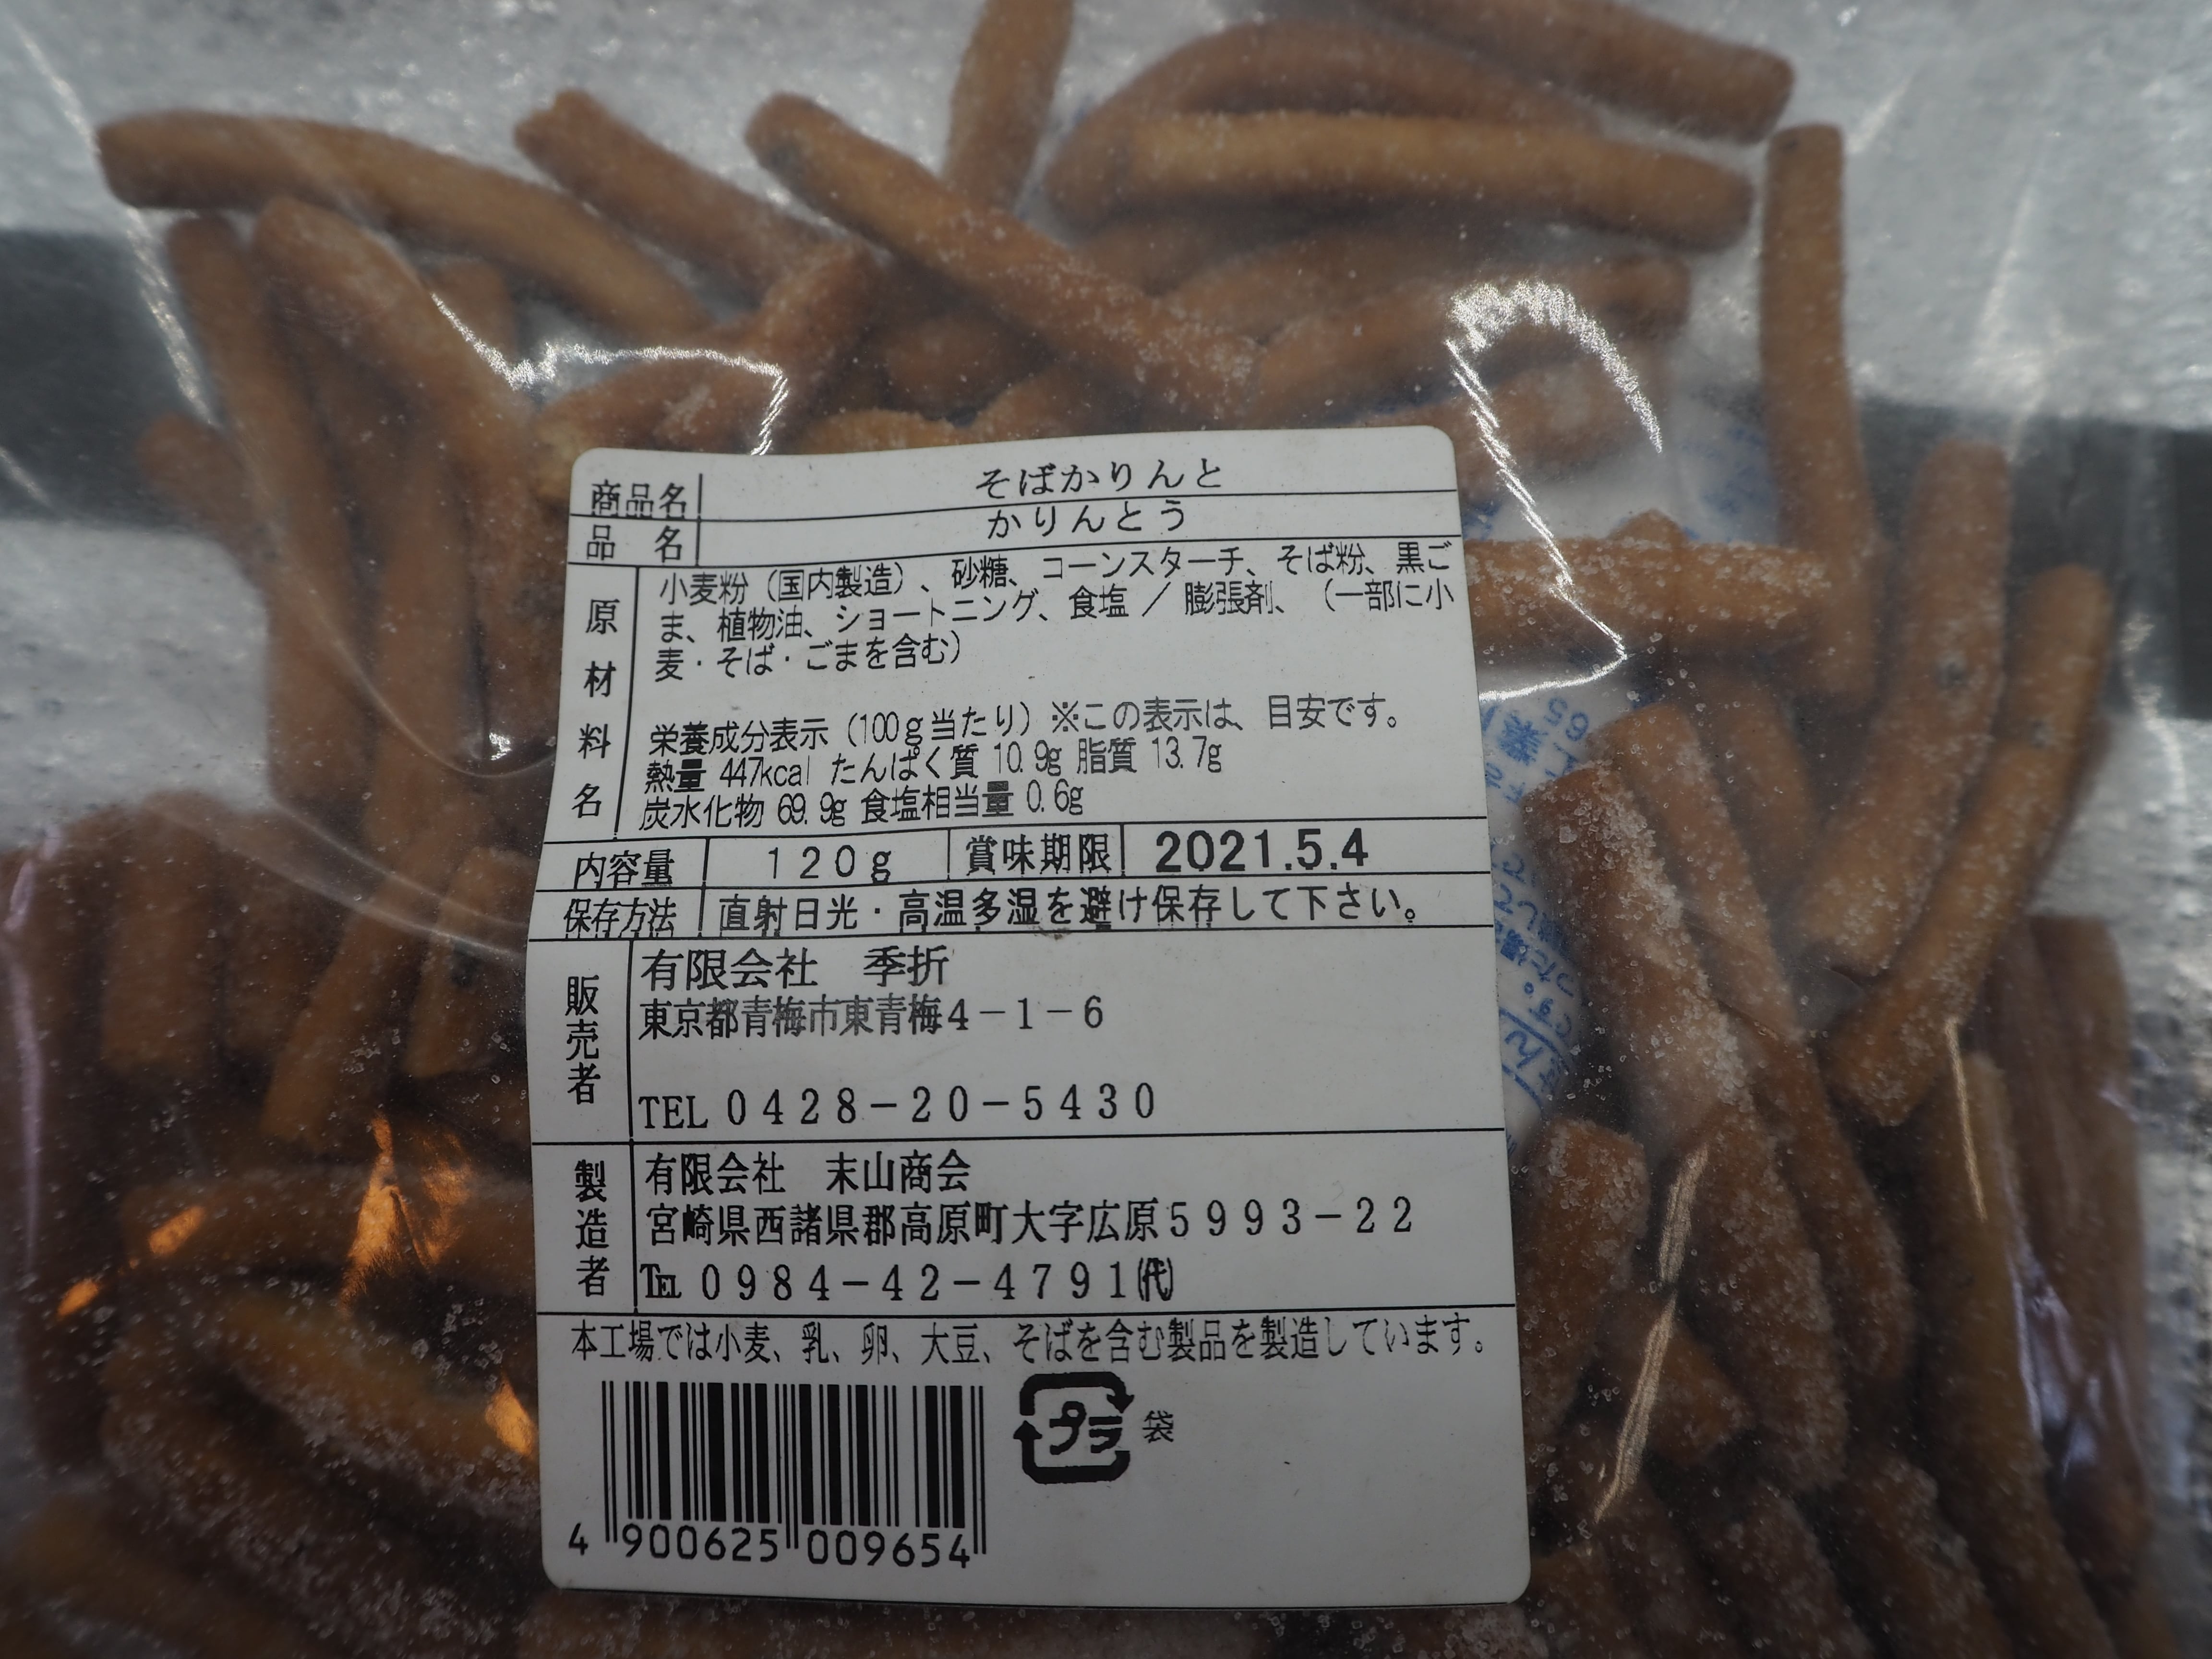 商品名 そばかりんと
品 名 かりんとう
原材料名
小麦粉（国内製造）、砂糖、コーンスターチ、そば粉、黒ご
ま、植物油、ショートニング、食塩／膨張剤、（一部に小
麦・そば・ごまを含む）
栄養成分表示（100g当たり）※この表示は、目安です。
熱量 447kcal たんぱく質 10.9g 脂質 13.7g
炭水化物 69.9g 食塩相当量 0.6g
内容量 120g 賞味期限 2021.5.4
保存方法 直射日光・高温多湿を避け保存して下さい。
販売者
有限会社 季折
東京都青梅市東青梅4－1－6
TEL 0428－20－5430
製造者
有限会社 末山商会
宮崎県西諸県郡高原町大字広原5993－22
℡ 0984－42－4791㈹
本工場では小麦、乳、卵、大豆、そばを含む製品を製造しています。
プラ 袋
4 900625 009654